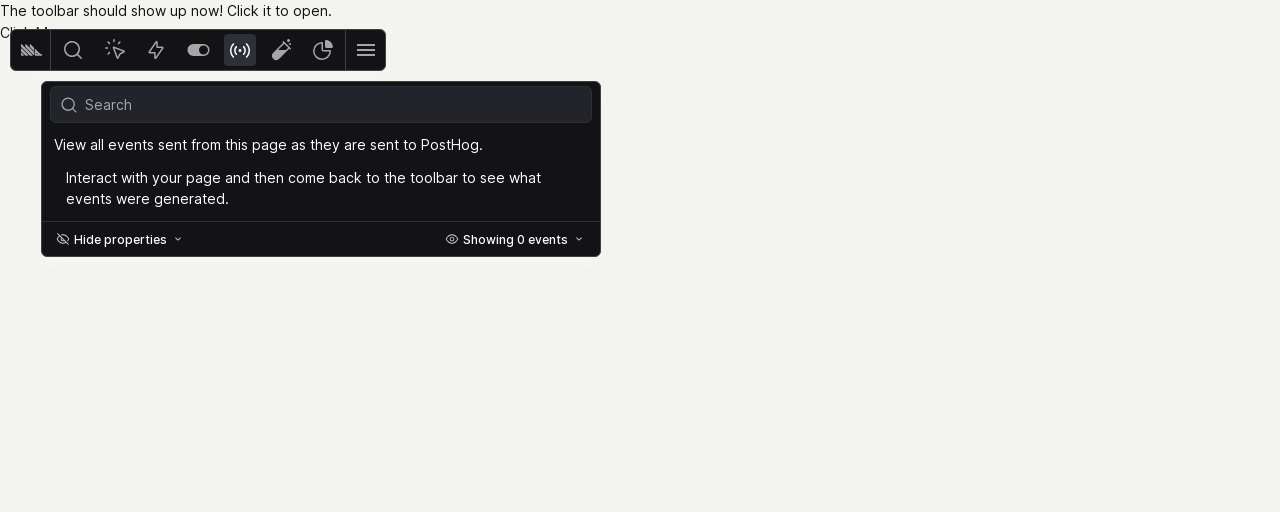 The toolbar should show up now! Click it to open.
Search
View all events sent from this page as they are sent to PostHog.
Interact with your page and then come back to the toolbar to see what
events were generated.
Hide properties
Showing 0 events